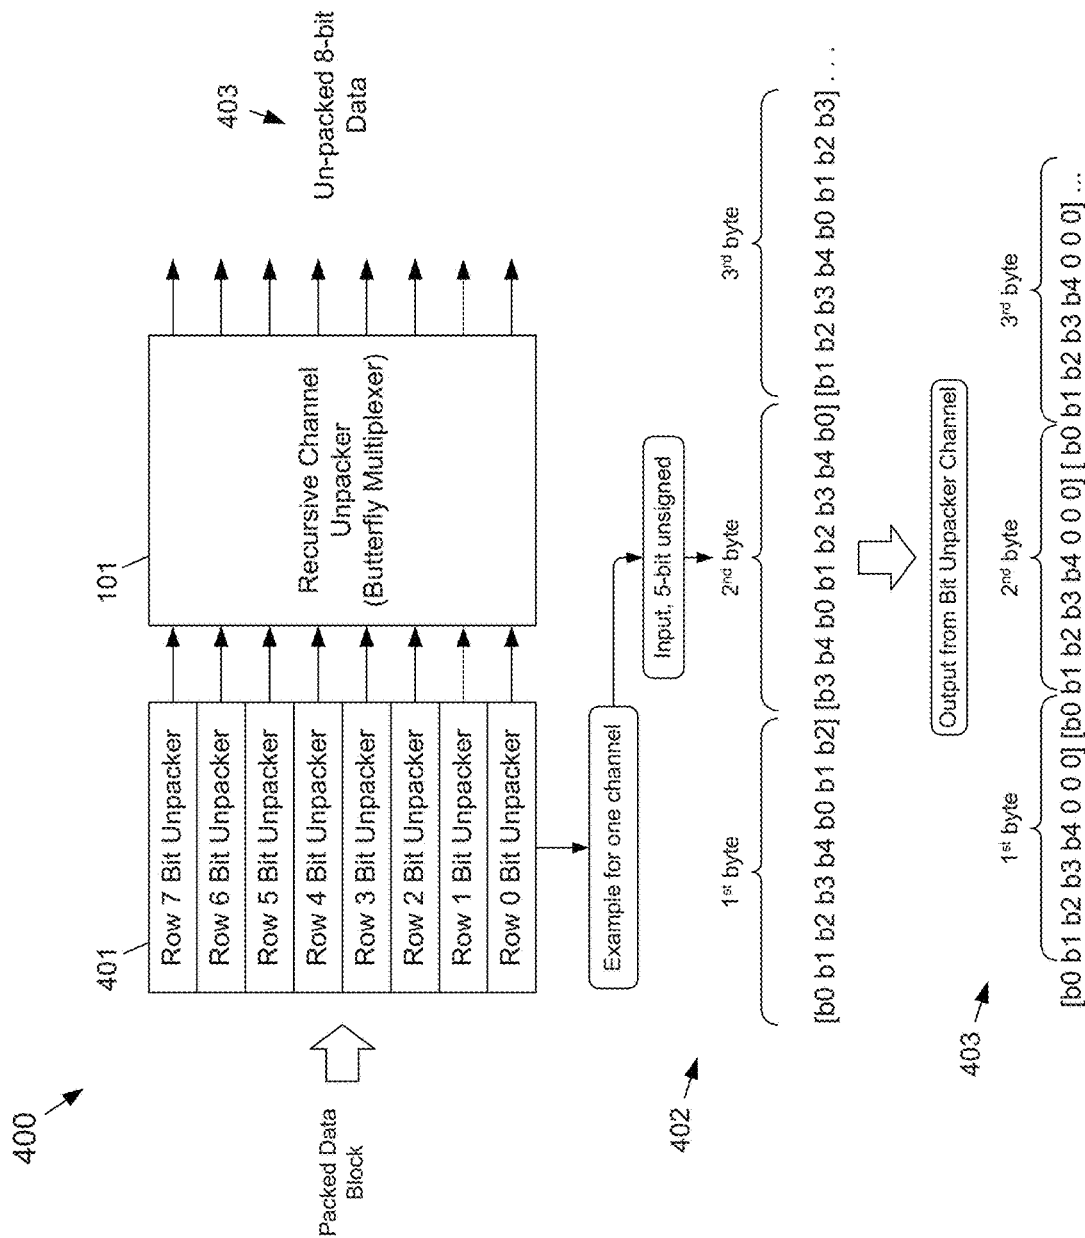 400
Packed Data
Block
401
Row 7 Bit Unpacker
Row 6 Bit Unpacker
Row 5 Bit Unpacker
Row 4 Bit Unpacker
Row 3 Bit Unpacker
Row 2 Bit Unpacker
Row 1 Bit Unpacker
Row 0 Bit Unpacker
101
Recursive Channel
Unpacker
(Butterfly Multiplexer)
403
Un-packed 8-bit
Data
Example for one channel
Input, 5-bit unsigned
402
1st byte
2nd byte
3rd byte
[b0 b1 b2 b3 b4 b0 b1 b2] [b3 b4 b0 b1 b2 b3 b4 b0] [b1 b2 b3 b4 b0 b1 b2 b3] . . .
Output from Bit Unpacker Channel
403
1st byte
2nd byte
3rd byte
[b0 b1 b2 b3 b4 0 0 0] [b0 b1 b2 b3 b4 0 0 0] [ b0 b1 b2 b3 b4 0 0 0] ...